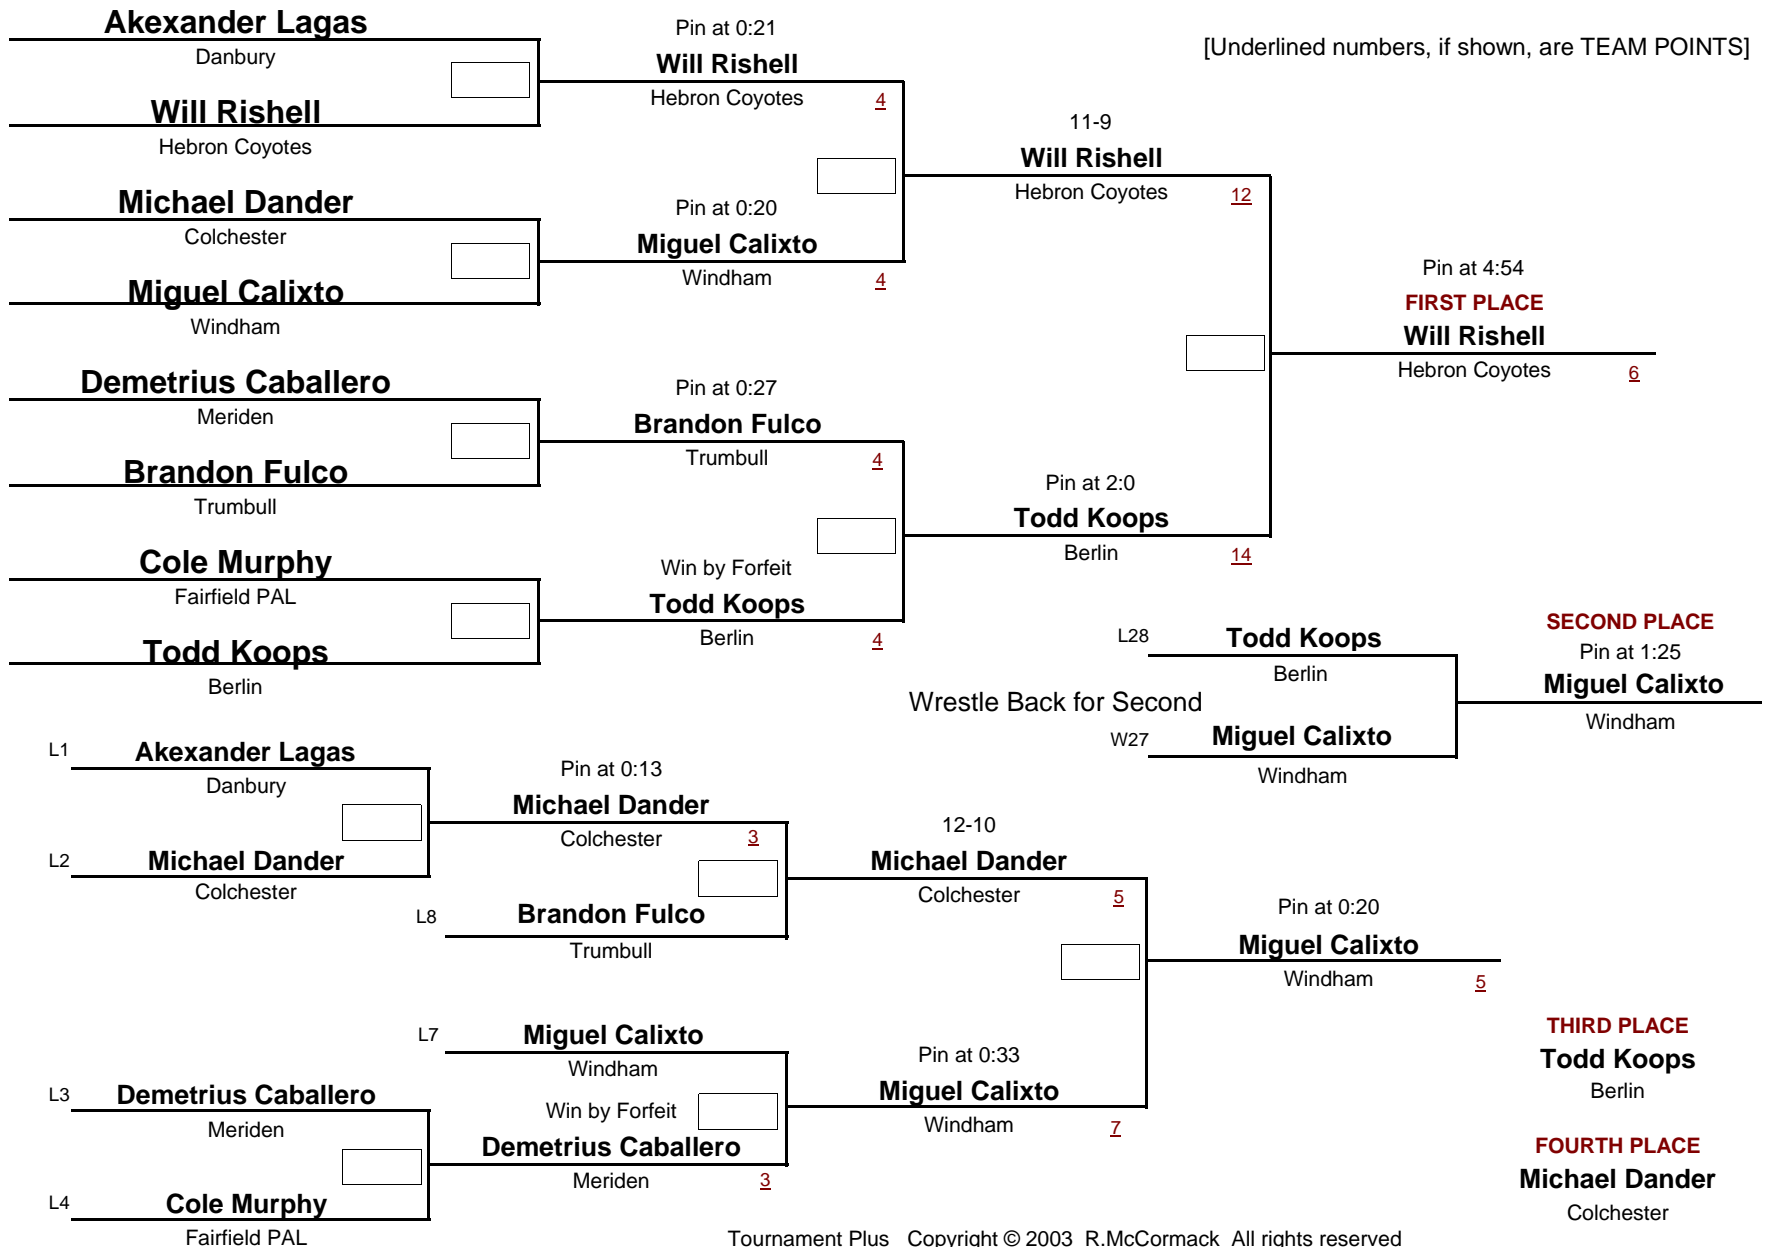 Akexander Lagas
Danbury
Will Rishell
Hebron Coyotes
Michael Dander
Colchester
Miguel Calixto
Windham
Demetrius Caballero
Meriden
Brandon Fulco
Trumbull
Cole Murphy
Fairfield PAL
Todd Koops
Berlin
Pin at 0:21
Will Rishell
Hebron Coyotes 4
Pin at 0:20
Miguel Calixto
Windham 4
Pin at 0:27
Brandon Fulco
Trumbull 4
Win by Forfeit
Todd Koops
Berlin 4
11-9
Will Rishell
Hebron Coyotes 12
Pin at 2:0
Todd Koops
Berlin 14
[Underlined numbers, if shown, are TEAM POINTS]
Pin at 4:54
FIRST PLACE
Will Rishell
Hebron Coyotes 6
Wrestle Back for Second
L28 Todd Koops
Berlin
W27 Miguel Calixto
Windham
SECOND PLACE
Pin at 1:25
Miguel Calixto
Windham
L1 Akexander Lagas
Danbury
L2 Michael Dander
Colchester
L3 Demetrius Caballero
Meriden
L4 Cole Murphy
Fairfield PAL
Pin at 0:13
Michael Dander
Colchester 3
L8 Brandon Fulco
Trumbull
L7 Miguel Calixto
Windham
Win by Forfeit
Demetrius Caballero
Meriden 3
12-10
Michael Dander
Colchester 5
Pin at 0:33
Miguel Calixto
Windham 7
Pin at 0:20
Miguel Calixto
Windham 5
THIRD PLACE
Todd Koops
Berlin
FOURTH PLACE
Michael Dander
Colchester
Tournament Plus Copyright © 2003 R.McCormack All rights reserved